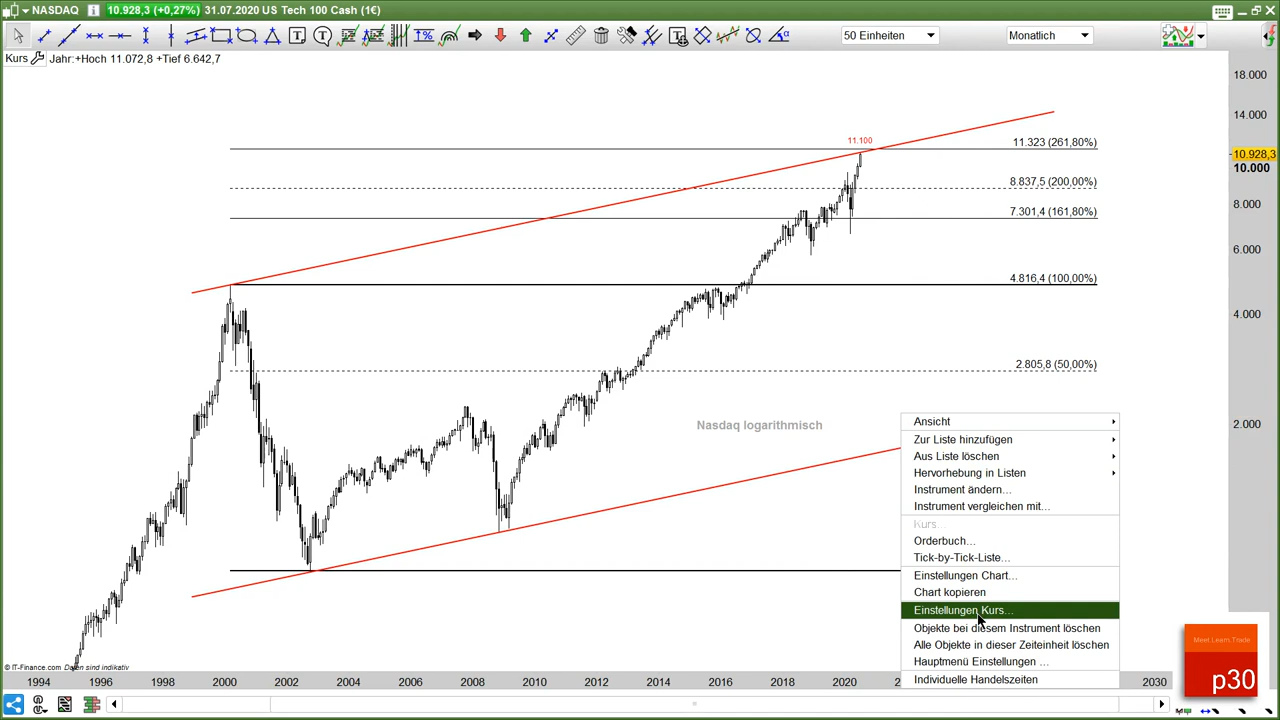 NASDAQ 10.928,3 (+0,27%) 31.07.2020 US Tech 100 Cash (1€)
50 Einheiten Monatlich
Kurs Jahr:+Hoch 11.072,8 +Tief 6.642,7
18.000
14.000
11.100
11.323 (261,80%)
10.928,3
10.000
8.837,5 (200,00%)
8.000
7.301,4 (161,80%)
6.000
4.816,4 (100,00%)
4.000
2.805,8 (50,00%)
Nasdaq logarithmisch
2.000
Ansicht
Zur Liste hinzufügen
Aus Liste löschen
Hervorhebung in Listen
Instrument ändern...
Instrument vergleichen mit...
Kurs...
Orderbuch...
Tick-by-Tick-Liste...
Einstellungen Chart...
Chart kopieren
Einstellungen Kurs...
Objekte bei diesem Instrument löschen
Alle Objekte in dieser Zeiteinheit löschen
Hauptmenü Einstellungen ...
Individuelle Handelszeiten
Meet.Learn.Trade
p30
© IT-Finance.com Daten sind indikativ
1994 1996 1998 2000 2002 2004 2006 2008 2010 2012 2014 2016 2018 2020 2030